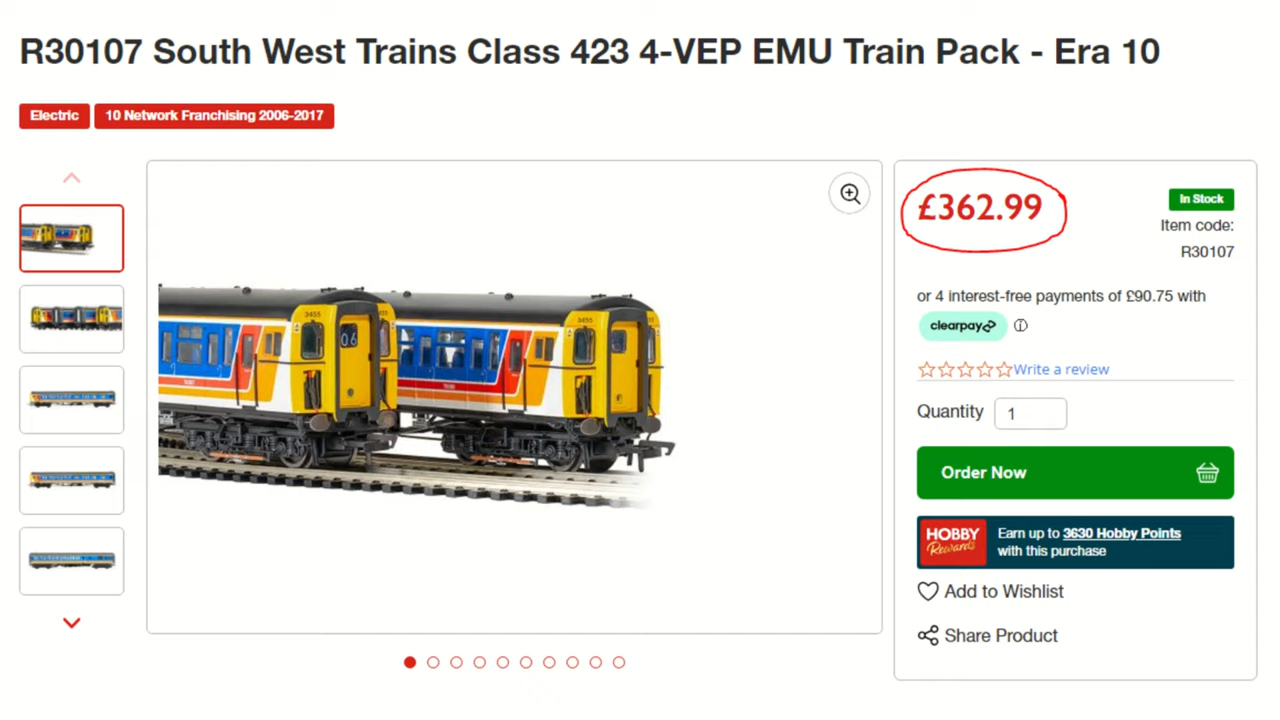 R30107 South West Trains Class 423 4-VEP EMU Train Pack - Era 10
Electric
10 Network Franchising 2006-2017
£362.99
In Stock
Item code:
R30107
or 4 interest-free payments of £90.75 with
clearpay
Write a review
Quantity 1
Order Now
HOBBY
Rewards
Earn up to 3630 Hobby Points
with this purchase
Add to Wishlist
Share Product
3455
06
3455